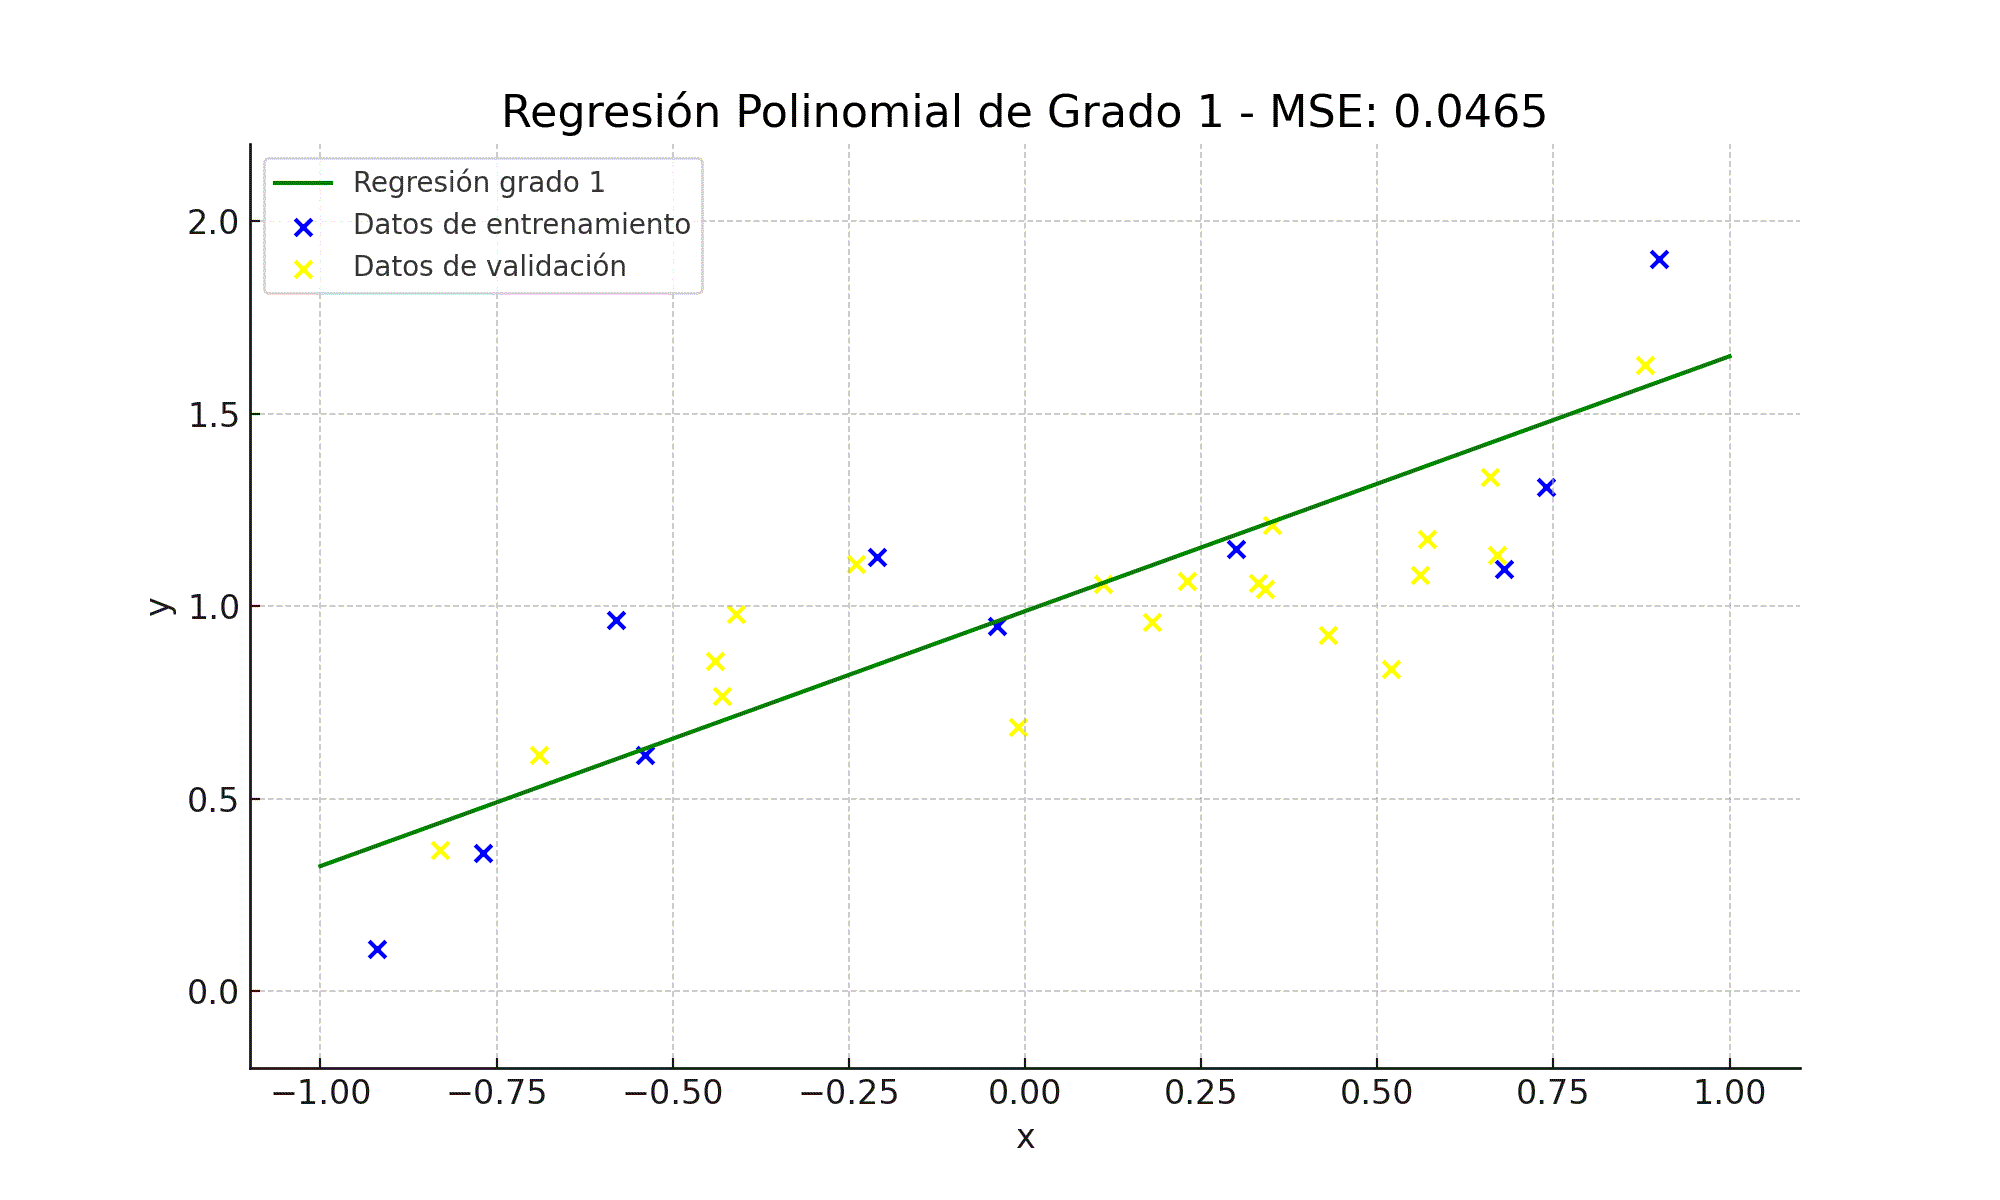 Regresión Polinomial de Grado 1 - MSE: 0.0465
Regresión grado 1
Datos de entrenamiento
Datos de validación
2.0
1.5
1.0
0.5
0.0
y
−1.00 −0.75 −0.50 −0.25 0.00 0.25 0.50 0.75 1.00
x